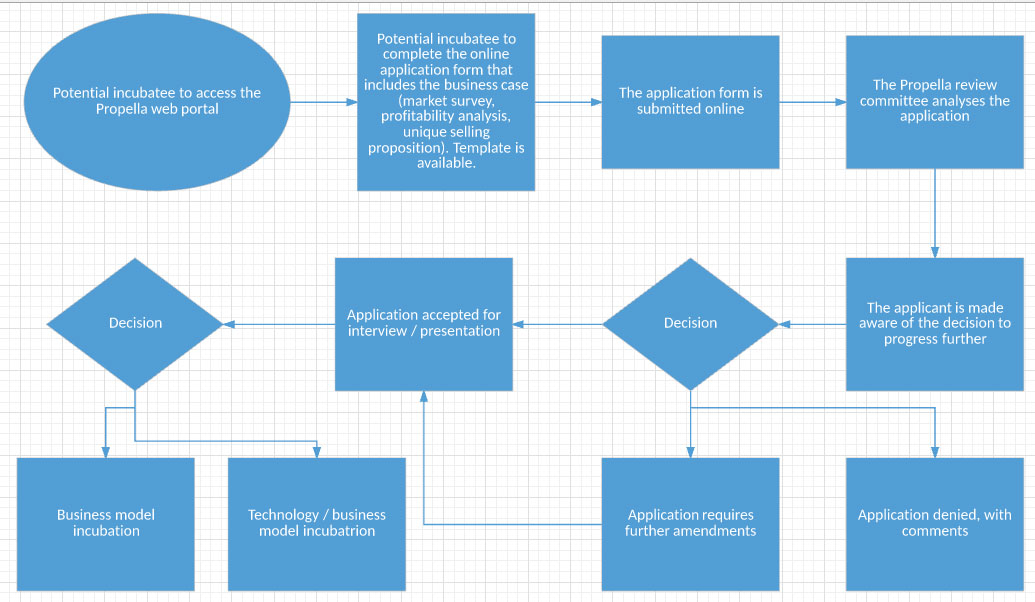 Potential incubatee to access the
Propella web portal
Potential incubatee to
complete the online
application form that
includes the business case
(market survey,
profitability analysis,
unique selling
proposition). Template is
available.
The application form is
submitted online
The Propella review
committee analyses the
application
Decision
Application accepted for
interview / presentation
Decision
The applicant is made
aware of the decision to
progress further
Business model
incubation
Technology / business
model incubatrion
Application requires
further amendments
Application denied, with
comments